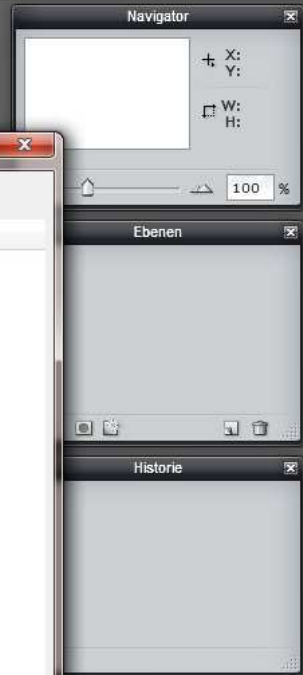 Navigator
X:
Y:
W:
H:
100 %
Ebenen
Historie